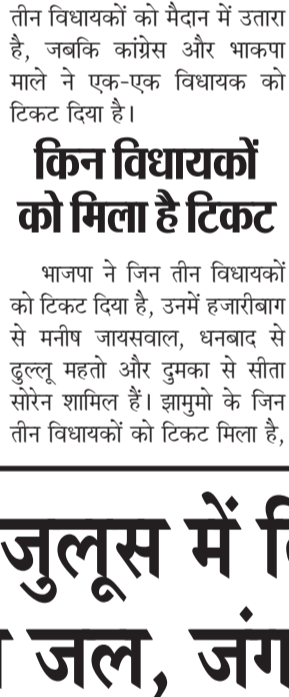 तीन विधायकों को मैदान में उतारा
है, जबकि कांग्रेस और भाकपा
माले ने एक-एक विधायक को
टिकट दिया है।
किन विधायकों
को मिला है टिकट
भाजपा ने जिन तीन विधायकों
को टिकट दिया है, उनमें हजारीबाग
से मनीष जायसवाल, धनबाद से
ढुल्लू महतो और दुमका से सीता
सोरेन शामिल हैं। झामुमो के जिन
तीन विधायकों को टिकट मिला है,
जुलूस में
जल,